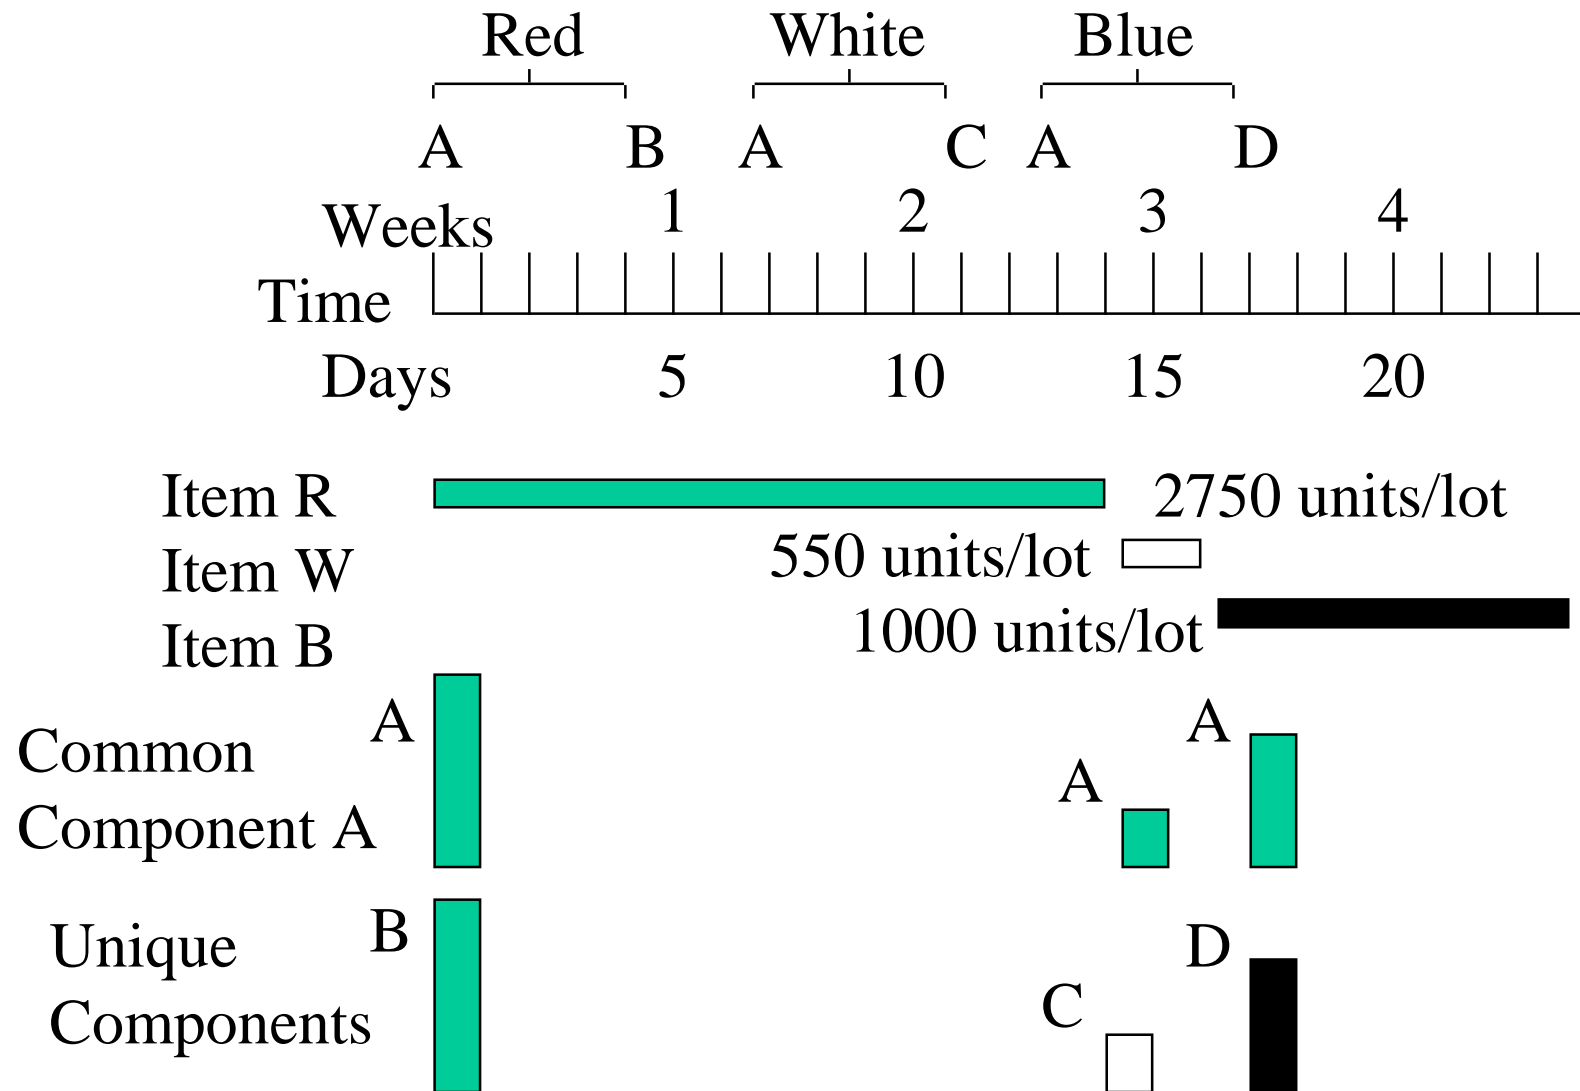 Red White Blue
A B A C A D
Weeks 1 2 3 4
Time
Days 5 10 15 20
Item R 2750 units/lot
Item W 550 units/lot
Item B 1000 units/lot
A A
Common
A
Component A
B D
Unique
C
Components